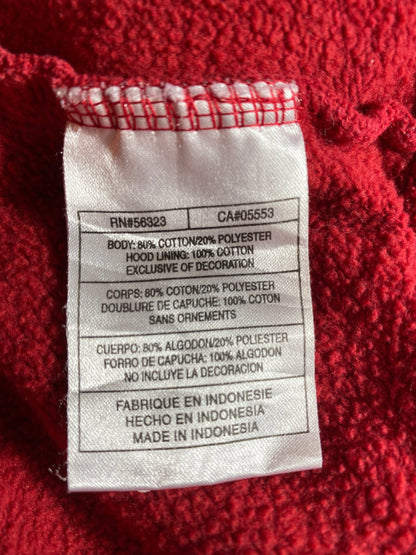 RN#56323 CA#05553
BODY: 80% COTTON/20% POLYESTER
HOOD LINING: 100% COTTON
EXCLUSIVE OF DECORATION
CORPS: 80% COTON/20% POLYESTER
DOUBLURE DE CAPUCHE: 100% COTON
SANS ORNEMENTS
CUERPO: 80% ALGODON/20% POLIESTER
FORRO DE CAPUCHA: 100% ALGODON
NO INCLUYE LA DECORACION
FABRIQUE EN INDONESIE
HECHO EN INDONESIA
MADE IN INDONESIA